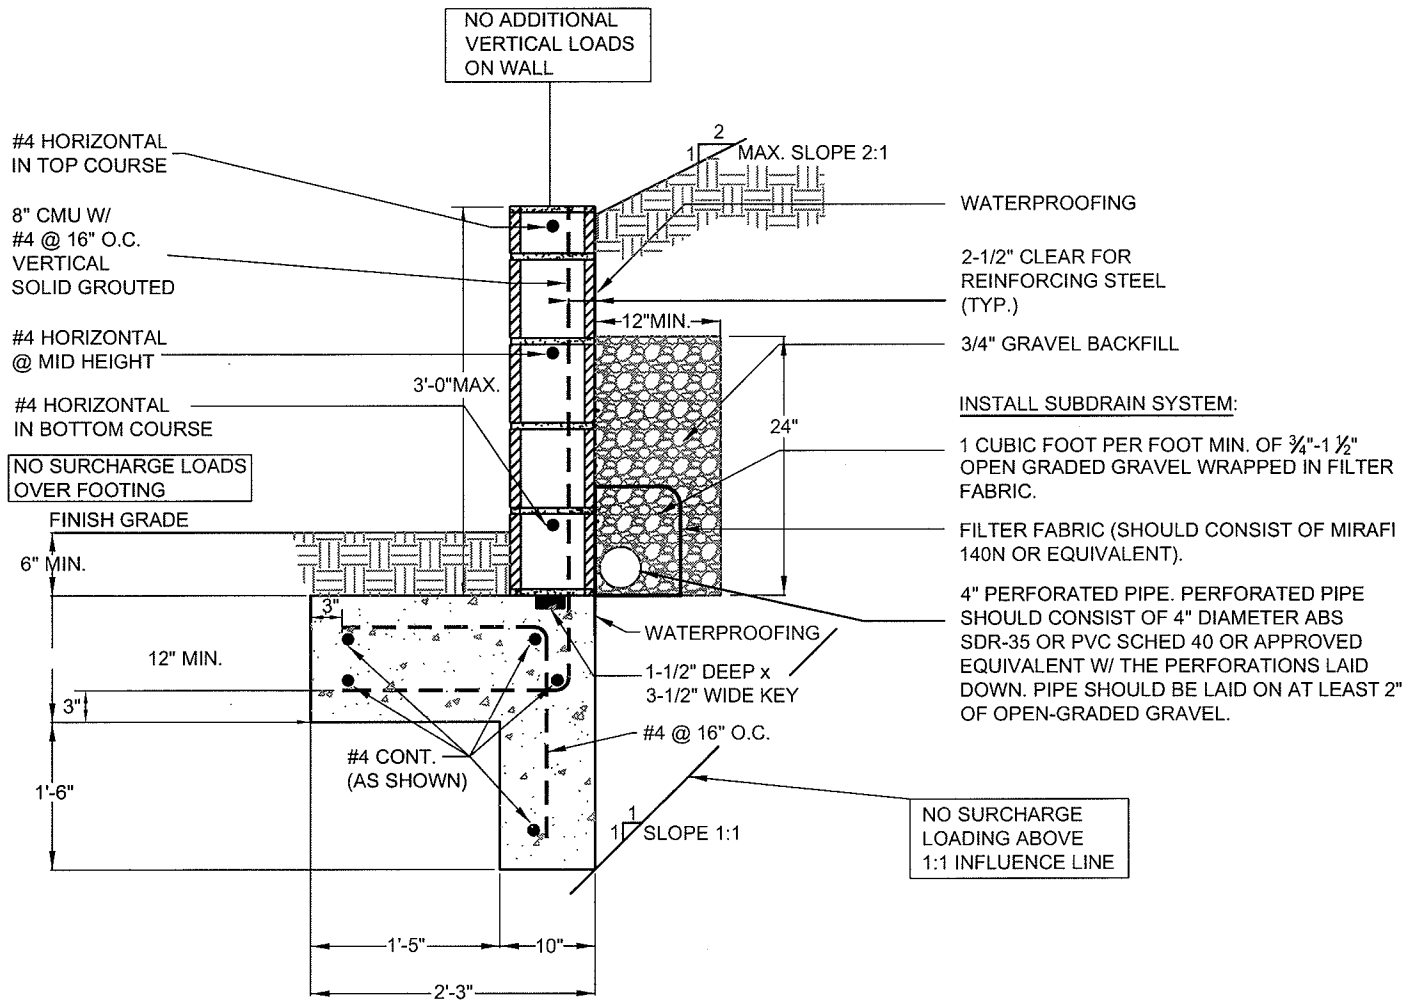 NO ADDITIONAL
VERTICAL LOADS
ON WALL
#4 HORIZONTAL
IN TOP COURSE
8" CMU W/
#4 @ 16" O.C.
VERTICAL
SOLID GROUTED
#4 HORIZONTAL
@ MID HEIGHT
#4 HORIZONTAL
IN BOTTOM COURSE
NO SURCHARGE LOADS
OVER FOOTING
FINISH GRADE
6" MIN.
3"
12" MIN.
3"
1'-6"
3'-0"MAX.
2
1
MAX. SLOPE 2:1
12"MIN.
24"
WATERPROOFING
2-1/2" CLEAR FOR
REINFORCING STEEL
(TYP.)
3/4" GRAVEL BACKFILL
INSTALL SUBDRAIN SYSTEM:
1 CUBIC FOOT PER FOOT MIN. OF ¾"-1 ½"
OPEN GRADED GRAVEL WRAPPED IN FILTER
FABRIC.
FILTER FABRIC (SHOULD CONSIST OF MIRAFI
140N OR EQUIVALENT).
4" PERFORATED PIPE. PERFORATED PIPE
SHOULD CONSIST OF 4" DIAMETER ABS
SDR-35 OR PVC SCHED 40 OR APPROVED
EQUIVALENT W/ THE PERFORATIONS LAID
DOWN. PIPE SHOULD BE LAID ON AT LEAST 2"
OF OPEN-GRADED GRAVEL.
WATERPROOFING
1-1/2" DEEP x
3-1/2" WIDE KEY
#4 @ 16" O.C.
#4 CONT.
(AS SHOWN)
1
1
SLOPE 1:1
NO SURCHARGE
LOADING ABOVE
1:1 INFLUENCE LINE
1'-5"
10"
2'-3"